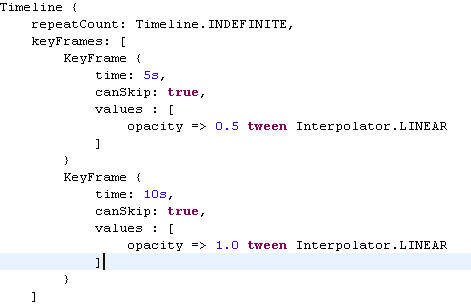 Timeline {
    repeatCount: Timeline.INDEFINITE,
    keyFrames: [
        KeyFrame {
            time: 5s,
            canSkip: true,
            values : [
                opacity => 0.5 tween Interpolator.LINEAR
            ]
        }
        KeyFrame {
            time: 10s,
            canSkip: true,
            values : [
                opacity => 1.0 tween Interpolator.LINEAR
            ]
        }
    ]